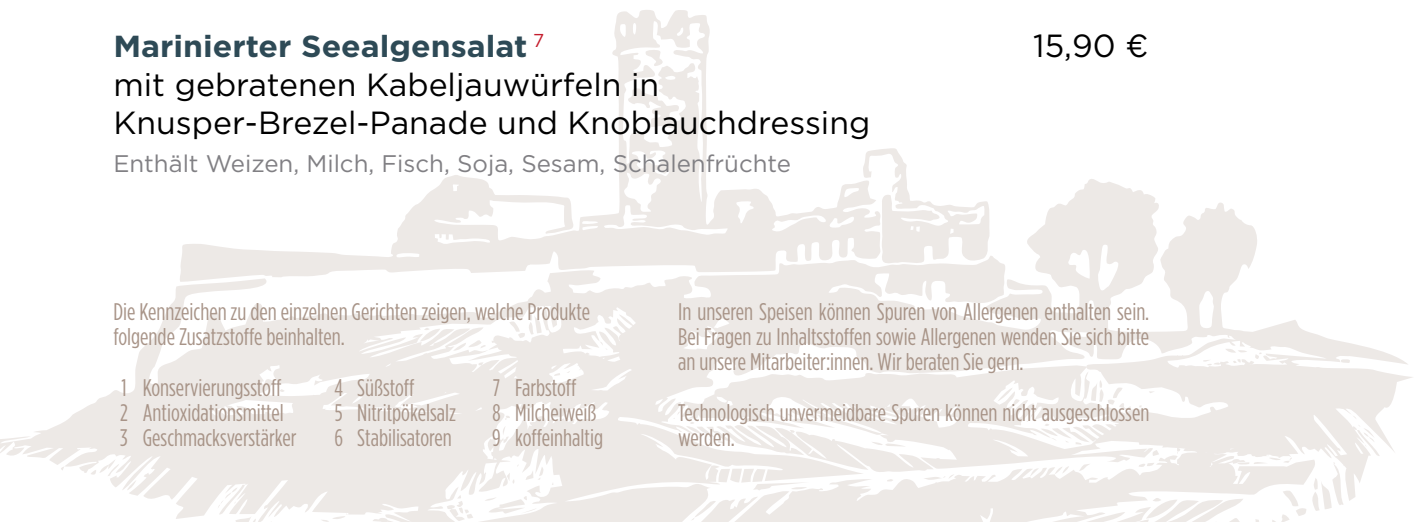 Marinierter Seealgensalat 7 15,90 €
mit gebratenen Kabeljauwürfeln in
Knusper-Brezel-Panade und Knoblauchdressing
Enthält Weizen, Milch, Fisch, Soja, Sesam, Schalenfrüchte
Die Kennzeichen zu den einzelnen Gerichten zeigen, welche Produkte
folgende Zusatzstoffe beinhalten.
1 Konservierungsstoff 4 Süßstoff 7 Farbstoff
2 Antioxidationsmittel 5 Nitritpökelsalz 8 Milcheiweiß
3 Geschmacksverstärker 6 Stabilisatoren 9 koffeinhaltig
In unseren Speisen können Spuren von Allergenen enthalten sein.
Bei Fragen zu Inhaltsstoffen sowie Allergenen wenden Sie sich bitte
an unsere Mitarbeiter:innen. Wir beraten Sie gern.
Technologisch unvermeidbare Spuren können nicht ausgeschlossen
werden.